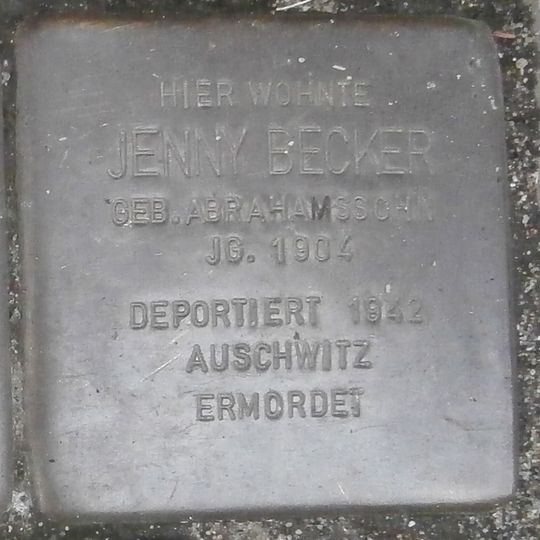 HIER WOHNTE
JENNY BECKER
GEB. ABRAHAMSSOHN
JG. 1904
DEPORTIERT 1942
AUSCHWITZ
ERMORDET